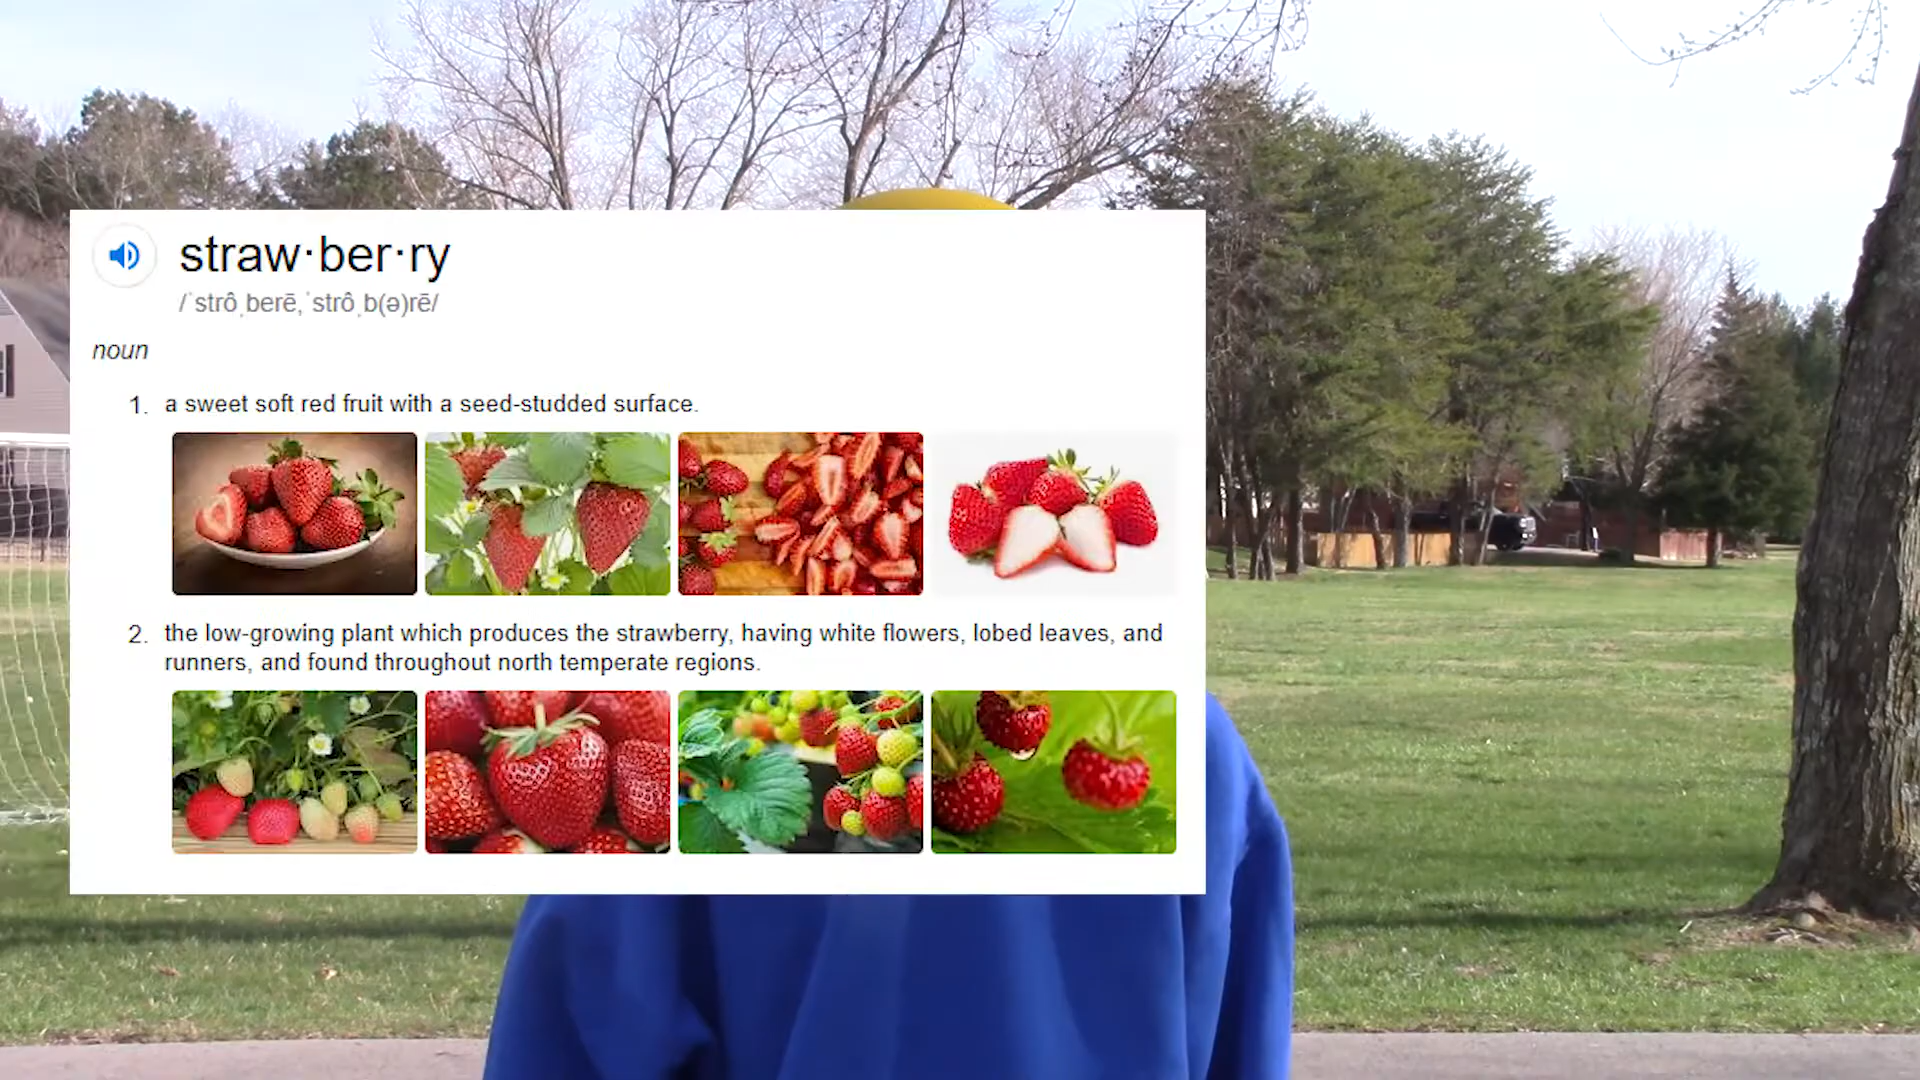 straw·ber·ry
/ˈstrôˌberē,ˈstrôˌb(ə)rē/
noun
1. a sweet soft red fruit with a seed-studded surface.
2. the low-growing plant which produces the strawberry, having white flowers, lobed leaves, and
runners, and found throughout north temperate regions.